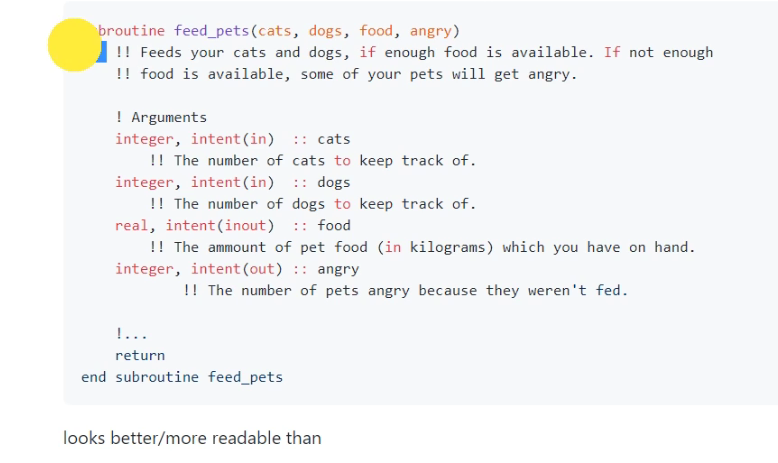 broutine feed_pets(cats, dogs, food, angry)
!! Feeds your cats and dogs, if enough food is available. If not enough
!! food is available, some of your pets will get angry.
! Arguments
integer, intent(in) :: cats
!! The number of cats to keep track of.
integer, intent(in) :: dogs
!! The number of dogs to keep track of.
real, intent(inout) :: food
!! The ammount of pet food (in kilograms) which you have on hand.
integer, intent(out) :: angry
!! The number of pets angry because they weren't fed.
!...
return
end subroutine feed_pets
looks better/more readable than